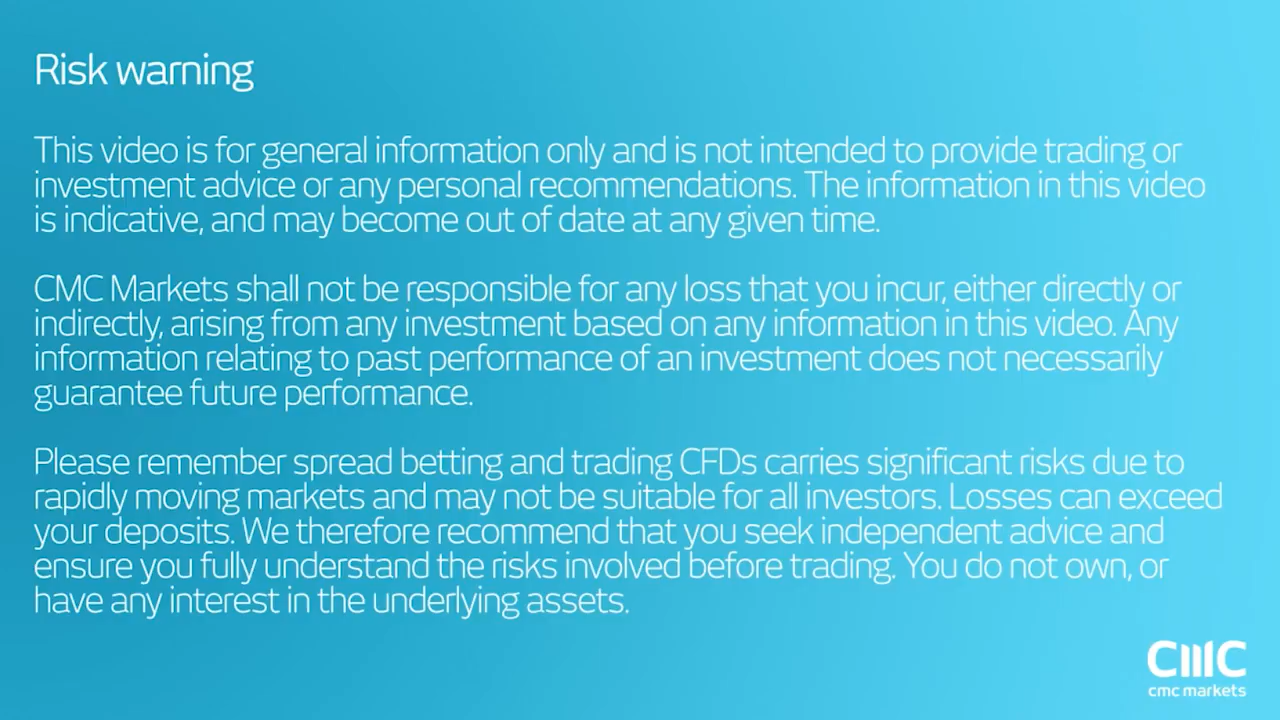 Risk warning
This video is for general information only and is not intended to provide trading or
investment advice or any personal recommendations. The information in this video
is indicative, and may become out of date at any given time.
CMC Markets shall not be responsible for any loss that you incur, either directly or
indirectly, arising from any investment based on any information in this video. Any
information relating to past performance of an investment does not necessarily
guarantee future performance.
Please remember spread betting and trading CFDs carries significant risks due to
rapidly moving markets and may not be suitable for all investors. Losses can exceed
your deposits. We therefore recommend that you seek independent advice and
ensure you fully understand the risks involved before trading. You do not own, or
have any interest in the underlying assets.
CMC
cmc markets